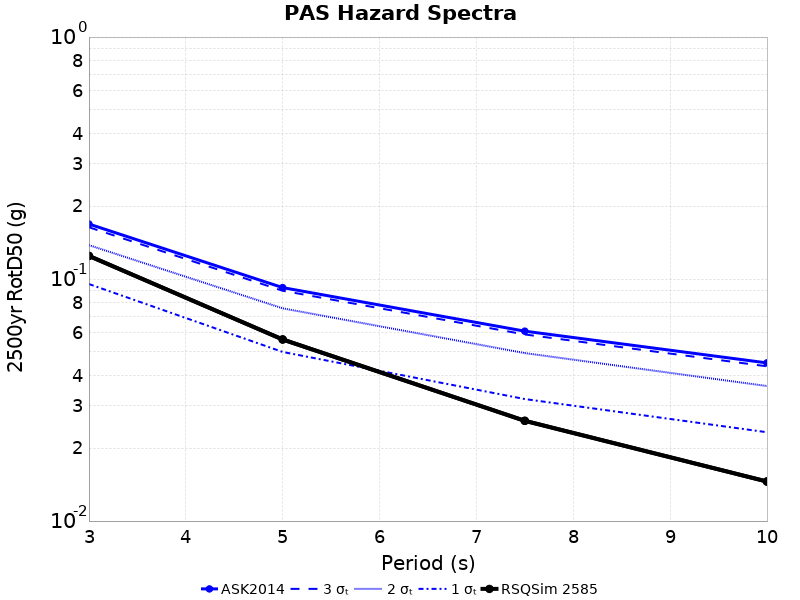 PAS Hazard Spectra
10^0
8
6
4
3
2
10^-1
8
6
4
3
2
10^-2
2500yr RotD50 (g)
3 4 5 6 7 8 9 10
Period (s)
ASK2014 3 σₜ 2 σₜ 1 σₜ RSQSim 2585